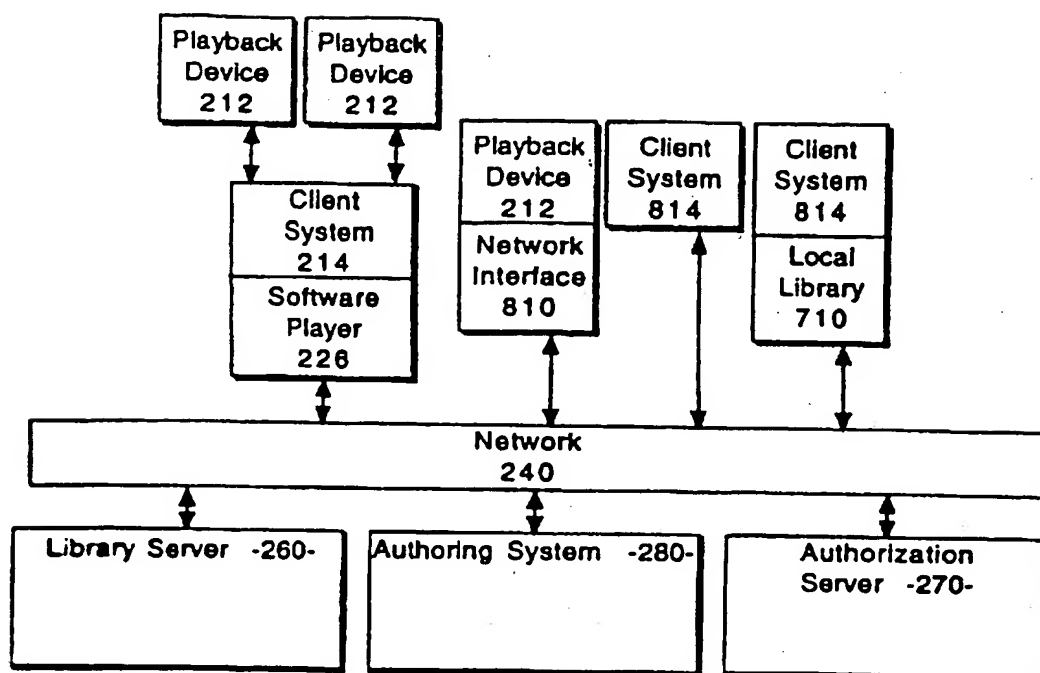 Playback
Device
212
Playback
Device
212
Client
System
214
Software
Player
226
Playback
Device
212
Network
Interface
810
Client
System
814
Client
System
814
Local
Library
710
Network
240
Library Server -260-
Authoring System -280-
Authorization
Server -270-